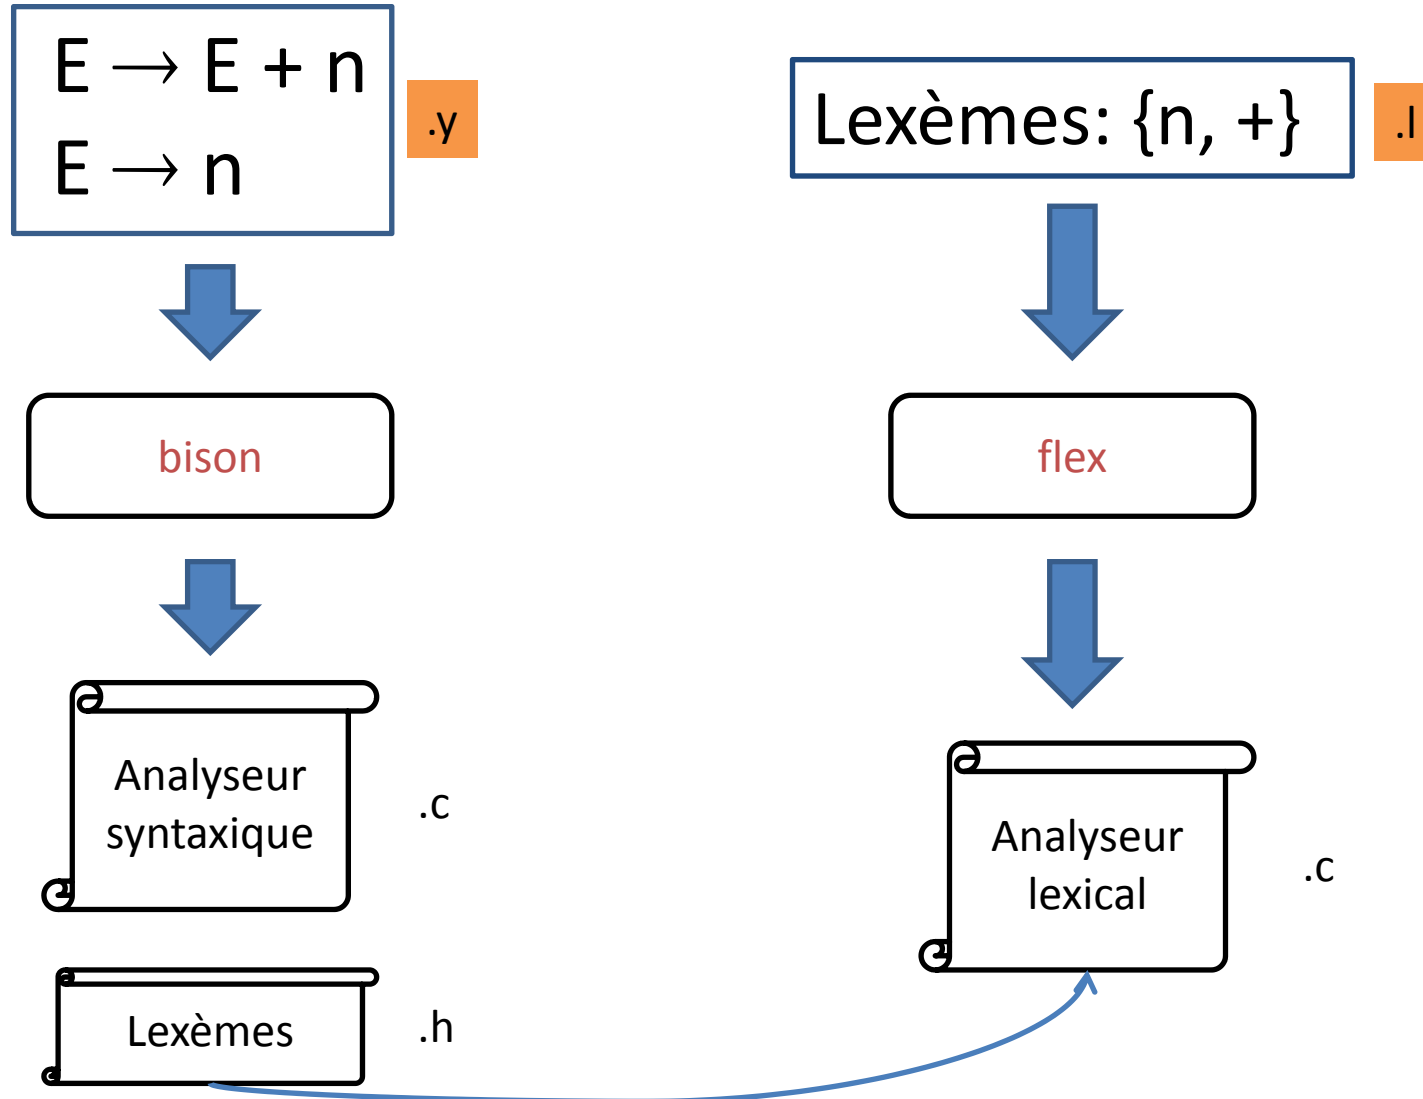 E → E + n
E → n
.y
Lexèmes: {n, +}
.l
bison
flex
Analyseur
syntaxique
.c
Analyseur
lexical
.c
Lexèmes
.h